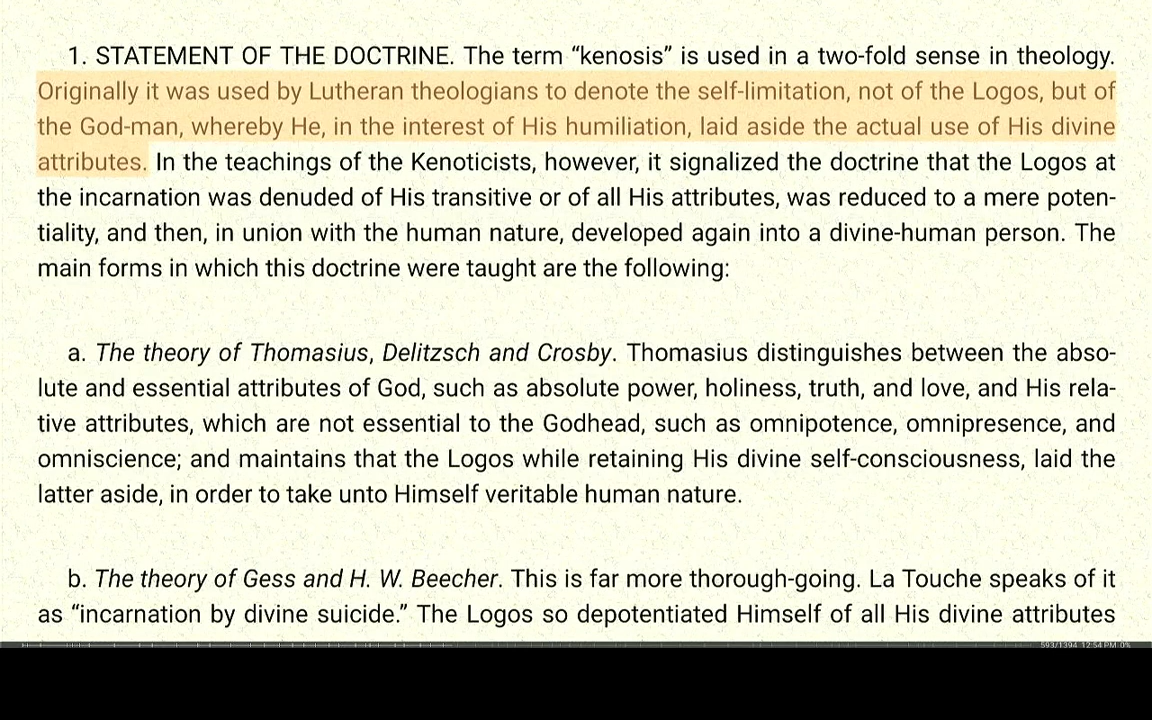 1. STATEMENT OF THE DOCTRINE. The term “kenosis” is used in a two-fold sense in theology.
Originally it was used by Lutheran theologians to denote the self-limitation, not of the Logos, but of
the God-man, whereby He, in the interest of His humiliation, laid aside the actual use of His divine
attributes. In the teachings of the Kenoticists, however, it signalized the doctrine that the Logos at
the incarnation was denuded of His transitive or of all His attributes, was reduced to a mere poten-
tiality, and then, in union with the human nature, developed again into a divine-human person. The
main forms in which this doctrine were taught are the following:
a. The theory of Thomasius, Delitzsch and Crosby. Thomasius distinguishes between the abso-
lute and essential attributes of God, such as absolute power, holiness, truth, and love, and His rela-
tive attributes, which are not essential to the Godhead, such as omnipotence, omnipresence, and
omniscience; and maintains that the Logos while retaining His divine self-consciousness, laid the
latter aside, in order to take unto Himself veritable human nature.
b. The theory of Gess and H. W. Beecher. This is far more thorough-going. La Touche speaks of it
as “incarnation by divine suicide.” The Logos so depotentiated Himself of all His divine attributes
593/1394 12:54 PM 0%